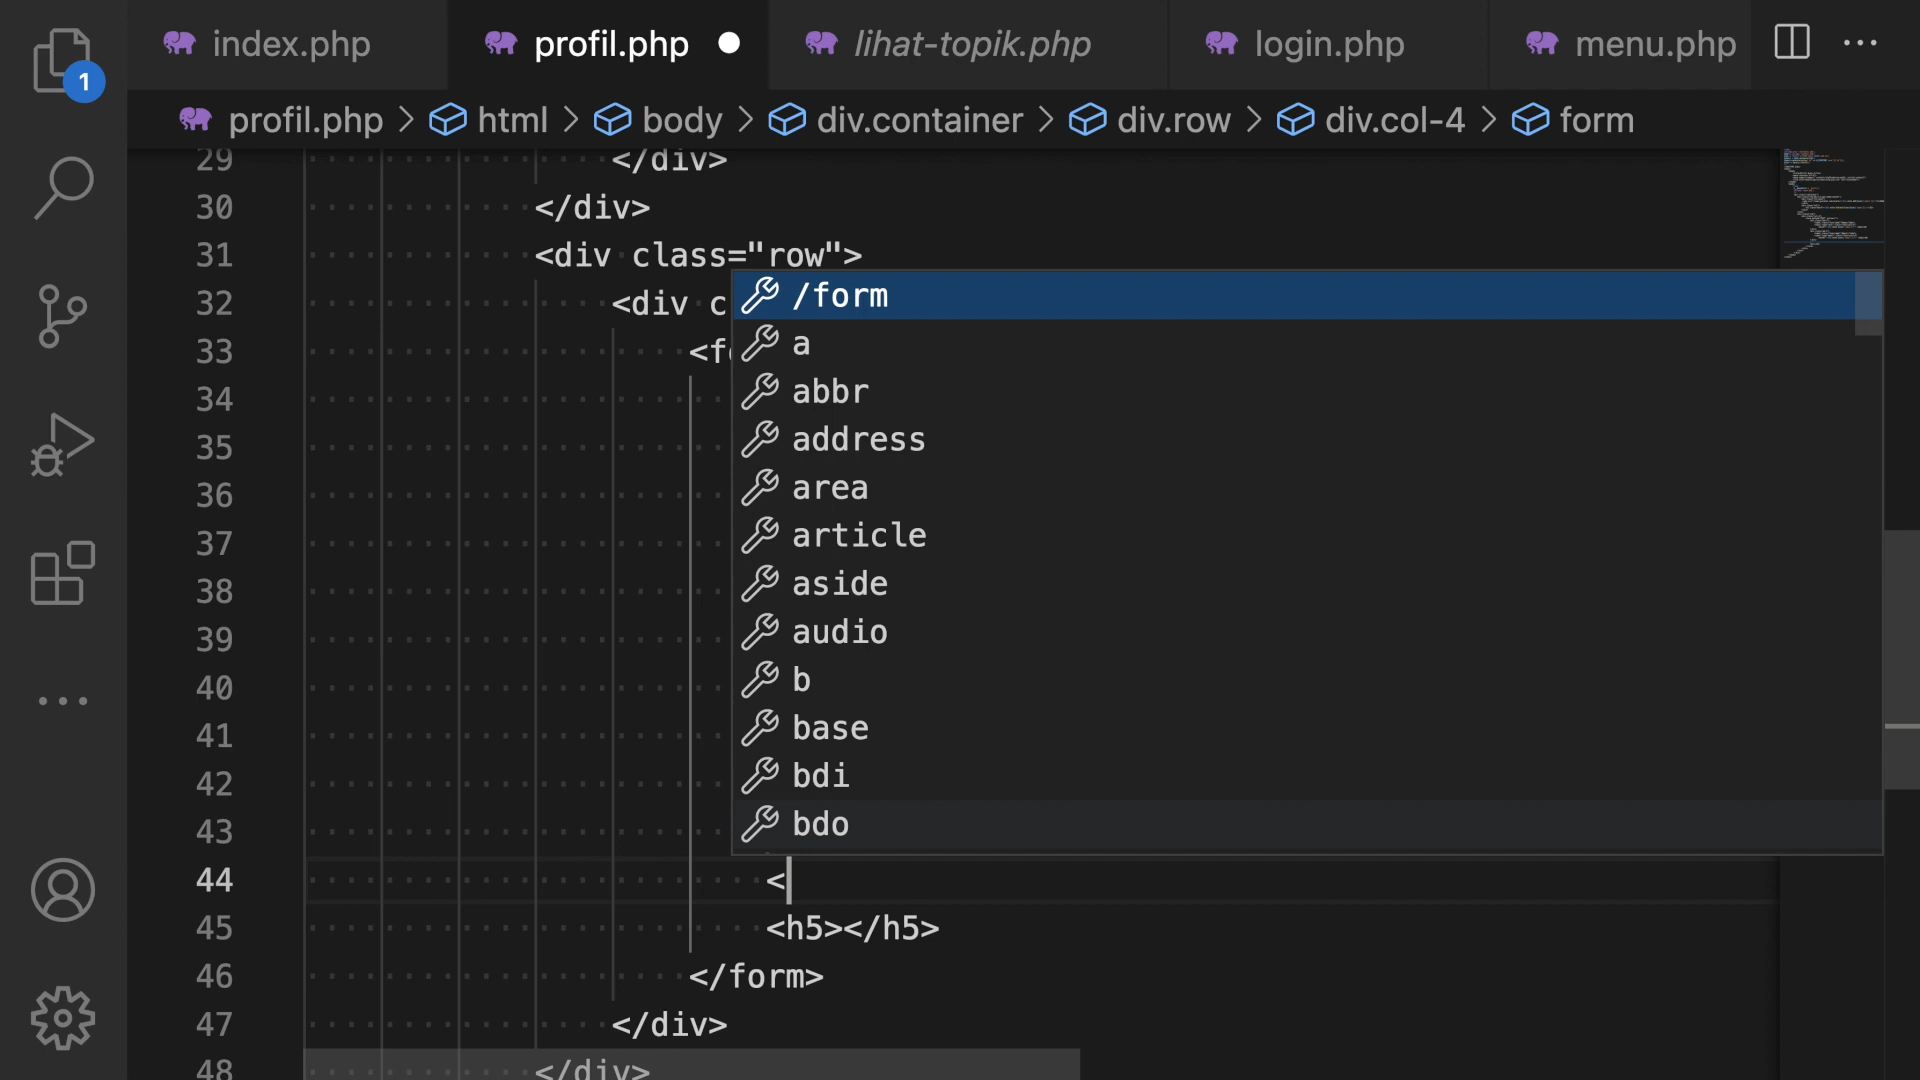 index.php profil.php lihat-topik.php login.php menu.php
1
profil.php > html > body > div.container > div.row > div.col-4 > form
29 </div>
30 </div>
31 <div class="row">
32 <div c
33 <f
34
35
36
37
38
39
40
41
42
43
/form
a
abbr
address
area
article
aside
audio
b
base
bdi
bdo
44 <
45 <h5></h5>
46 </form>
47 </div>
48 </div>